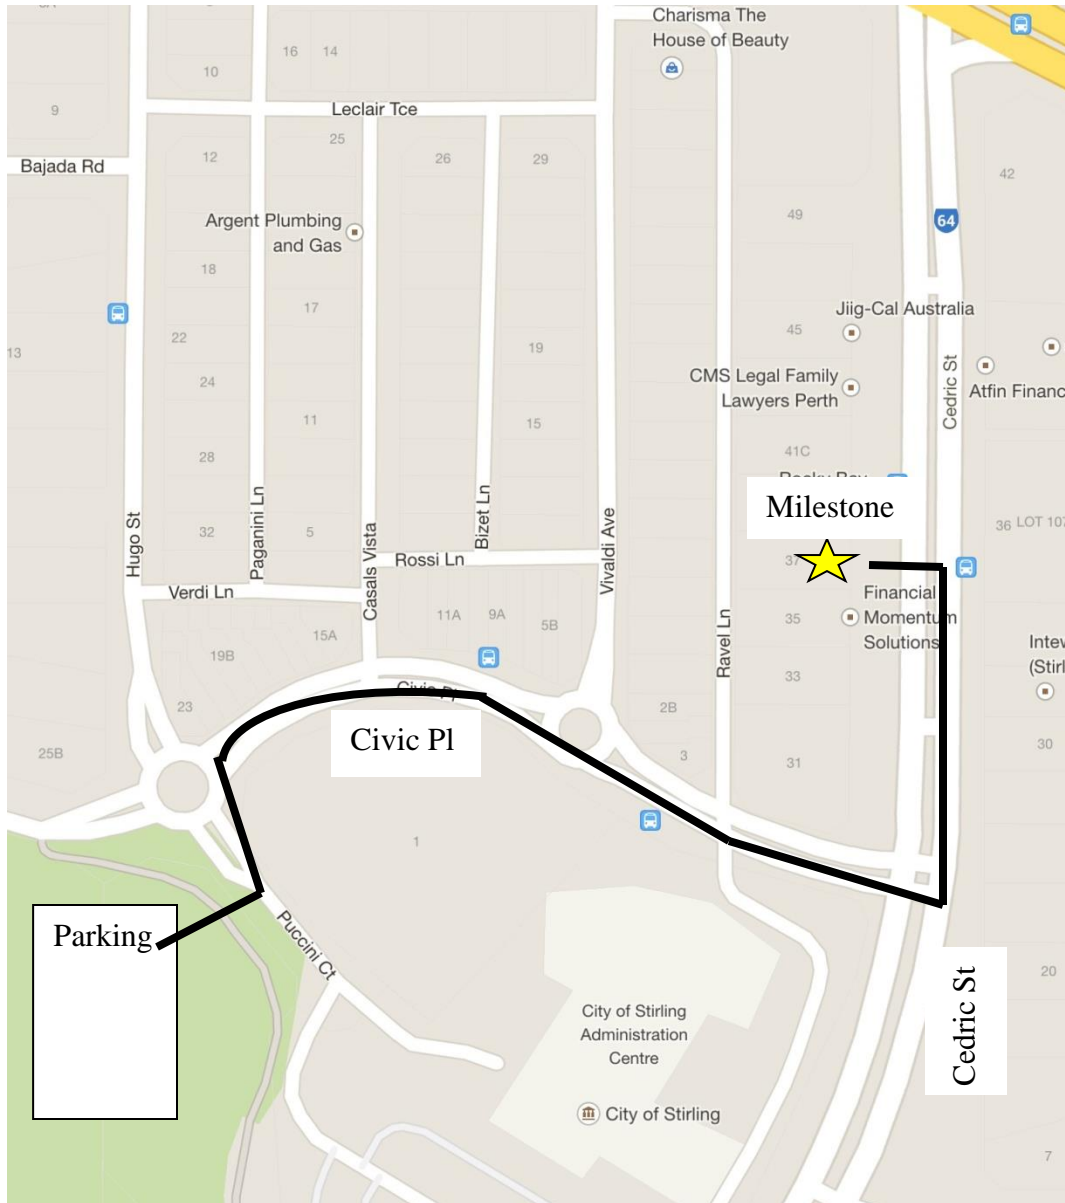 Charisma The
House of Beauty
16
14
10
9
Leclair Tce
25
12
26
29
Bajada Rd
42
49
Argent Plumbing
and Gas
64
18
17
Jiig-Cal Australia
45
22
13
19
Cedric St
CMS Legal Family
Lawyers Perth
24
Atfin Financ
11
15
41C
28
Milestone
Hugo St
Paganini Ln
Casals Vista
Bizet Ln
Vivaldi Ave
32
5
36
LOT 107
Rossi Ln
37
Verdi Ln
Financial
Momentum
Solutions
11A
9A
5B
35
15A
Ravel Ln
19B
33
23
2B
Civic Pl
25B
3
31
30
1
Parking
Puccini Ct
20
Cedric St
City of Stirling
Administration
Centre
City of Stirling
7